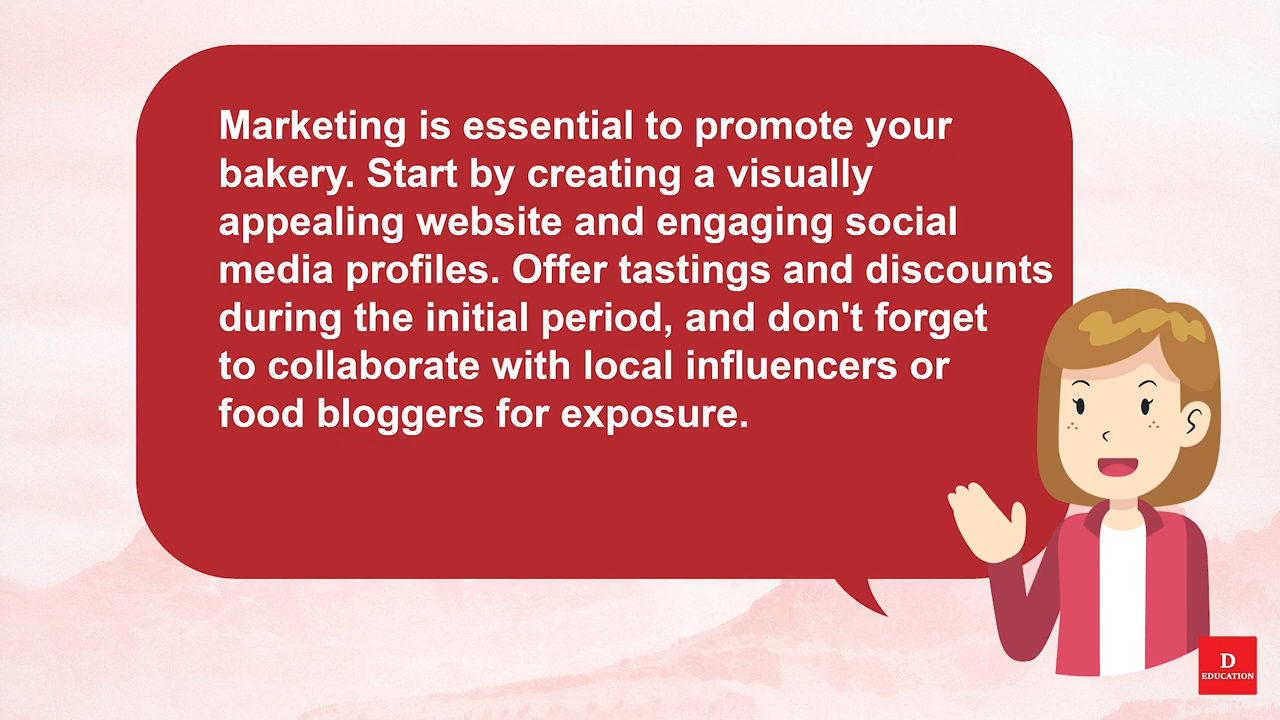 Marketing is essential to promote your
bakery. Start by creating a visually
appealing website and engaging social
media profiles. Offer tastings and discounts
during the initial period, and don't forget
to collaborate with local influencers or
food bloggers for exposure.
D
EDUCATION